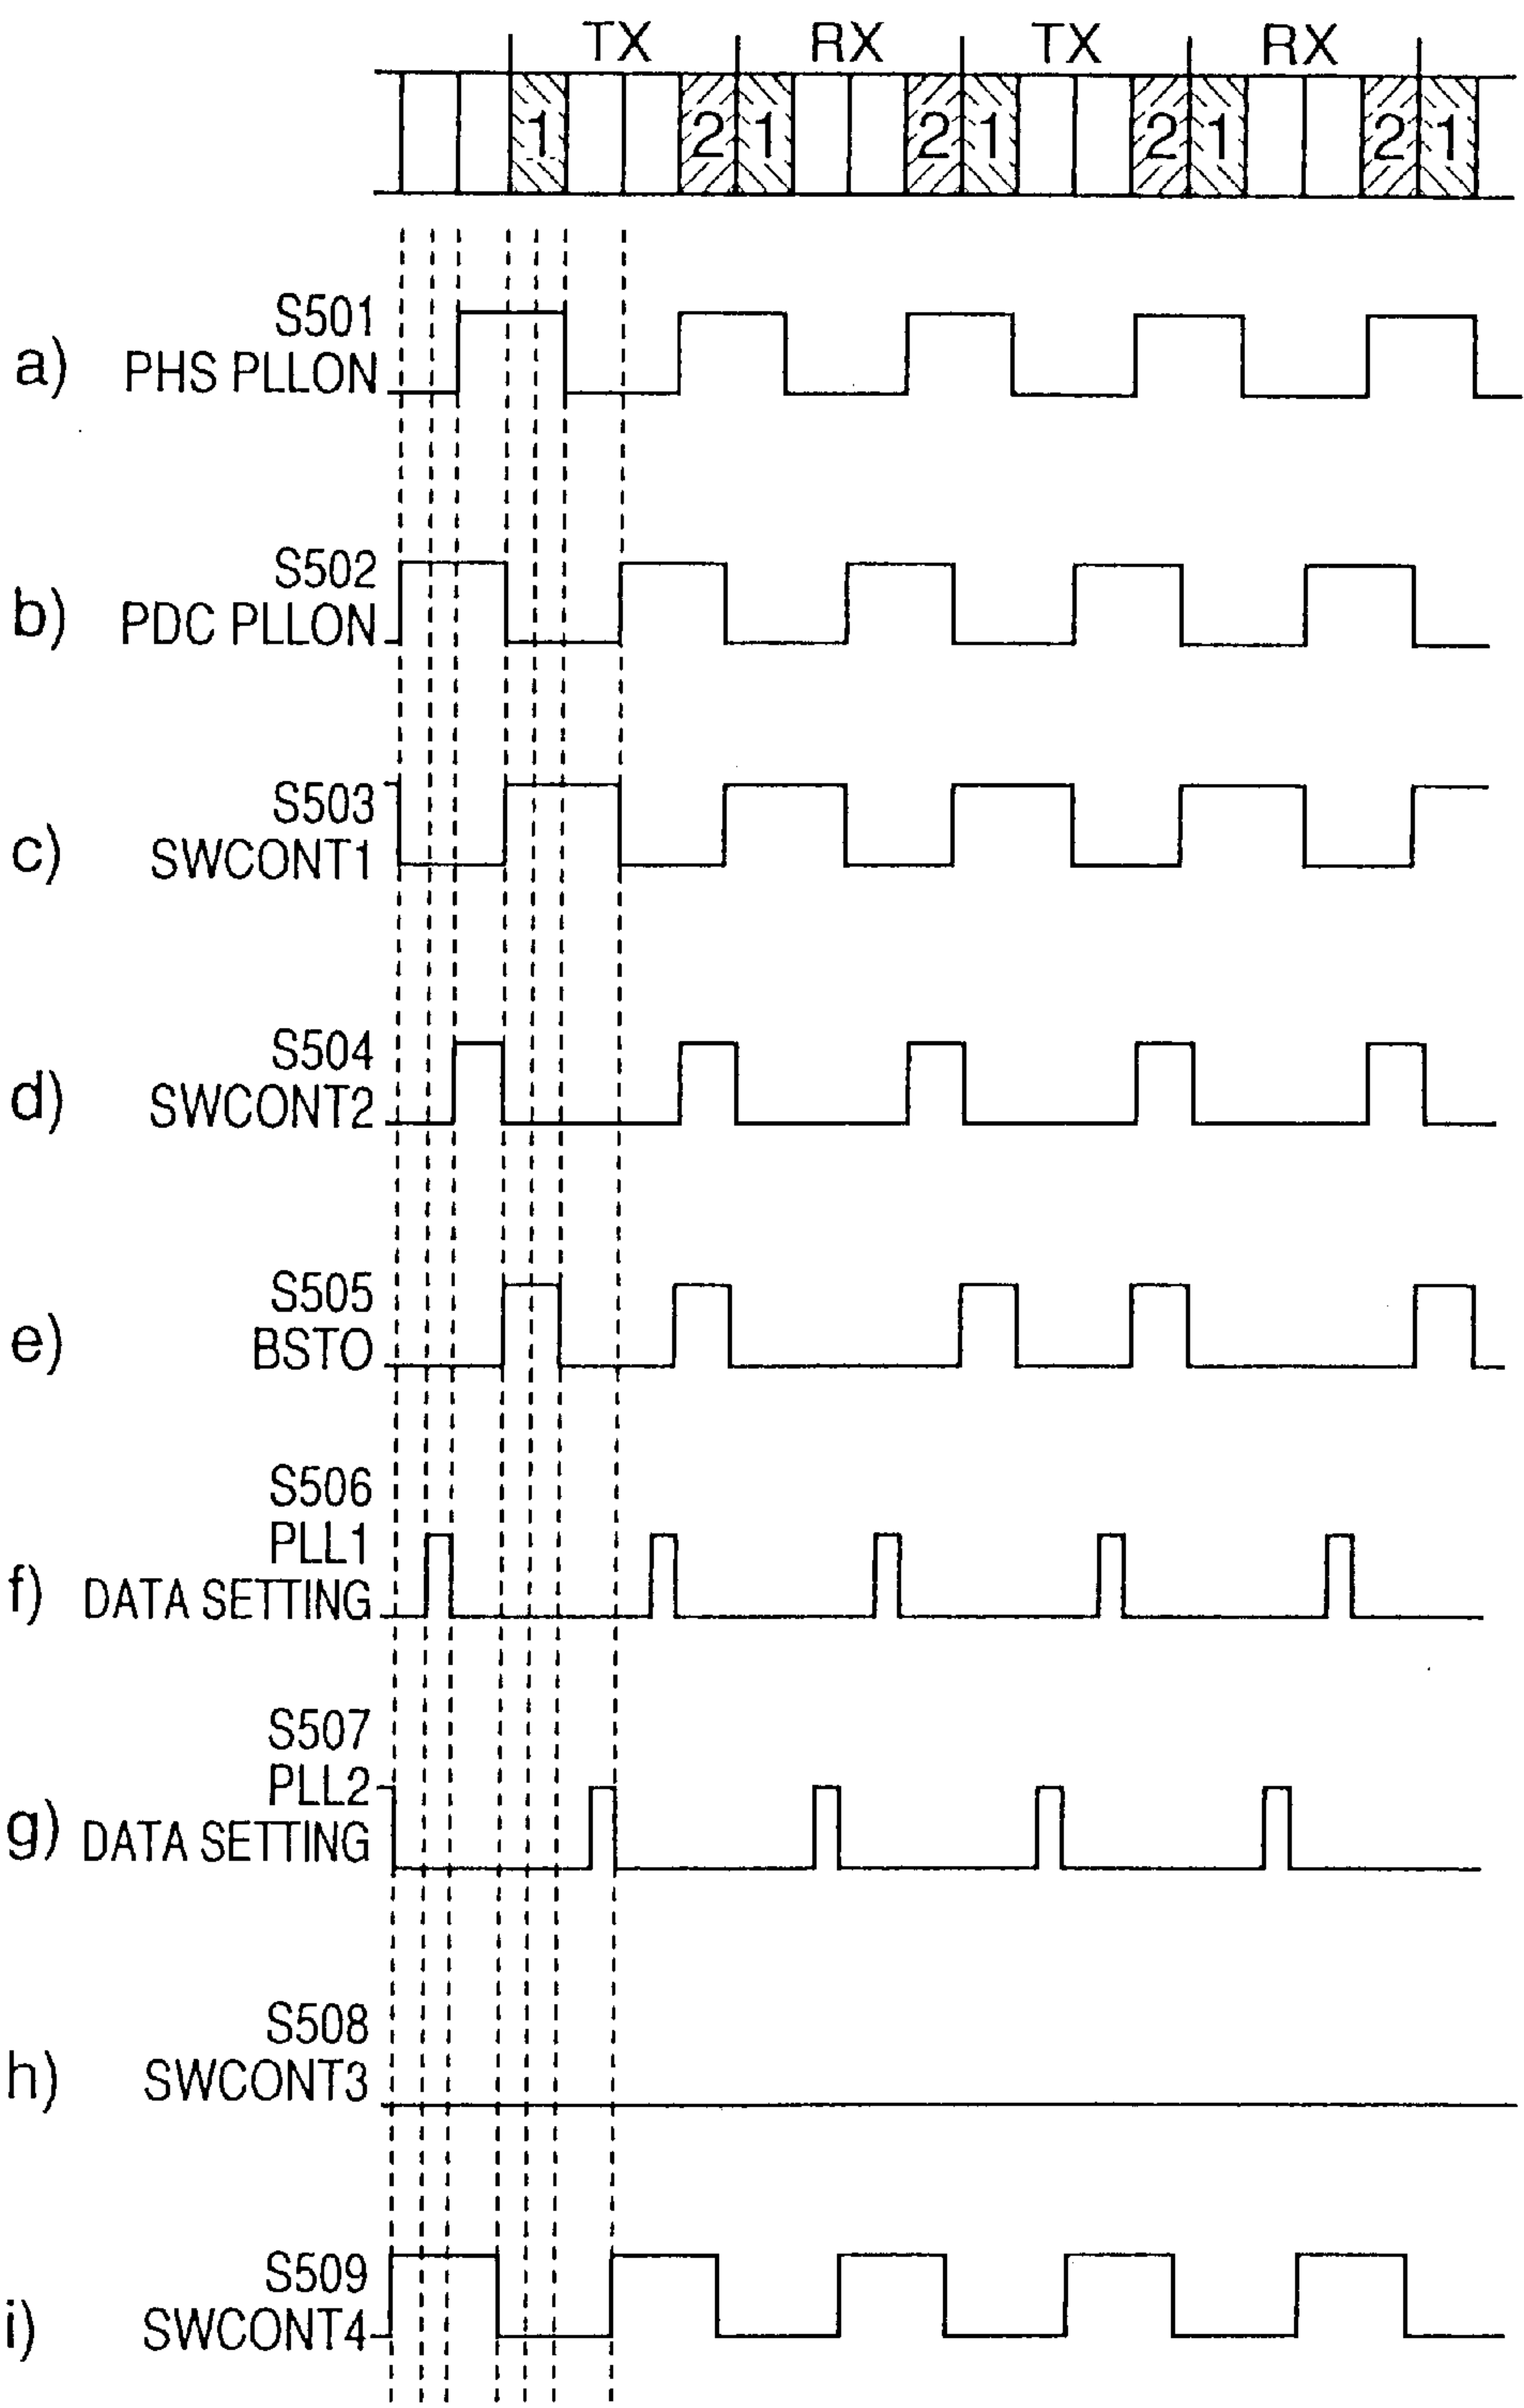 TX RX TX RX
1 2 1 2 1 2 1 2 1
S501
a) PHS PLLON
S502
b) PDC PLLON
S503
c) SWCONT1
S504
d) SWCONT2
S505
e) BSTO
S506
PLL1
f) DATA SETTING
S507
PLL2
g) DATA SETTING
S508
h) SWCONT3
S509
i) SWCONT4